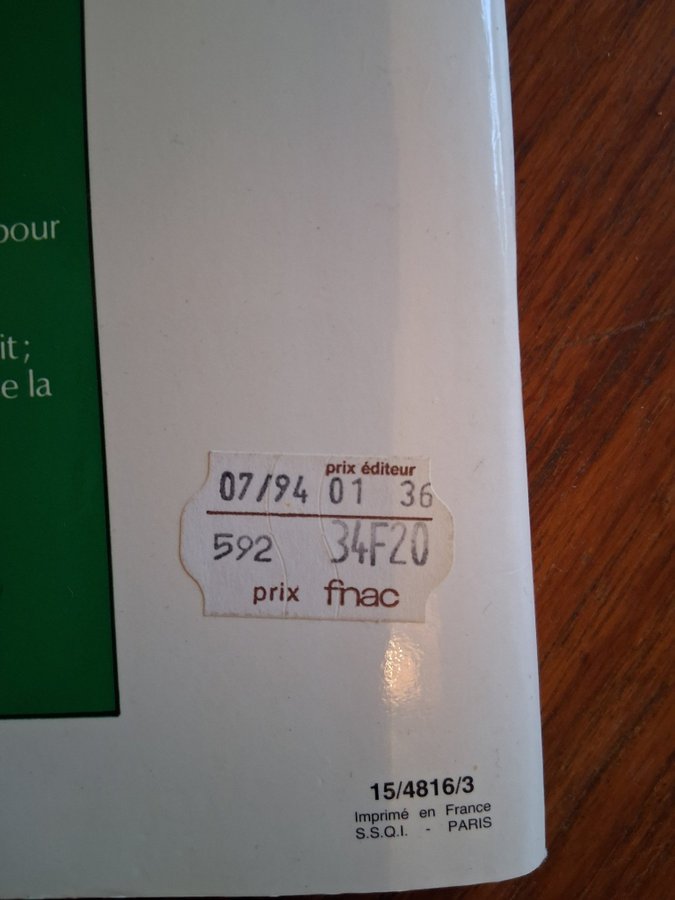 pour
it ;
e la
prix éditeur
07/94 01 36
592 34F20
prix fnac
15/4816/3
Imprimé en France
S.S.Q.I. - PARIS